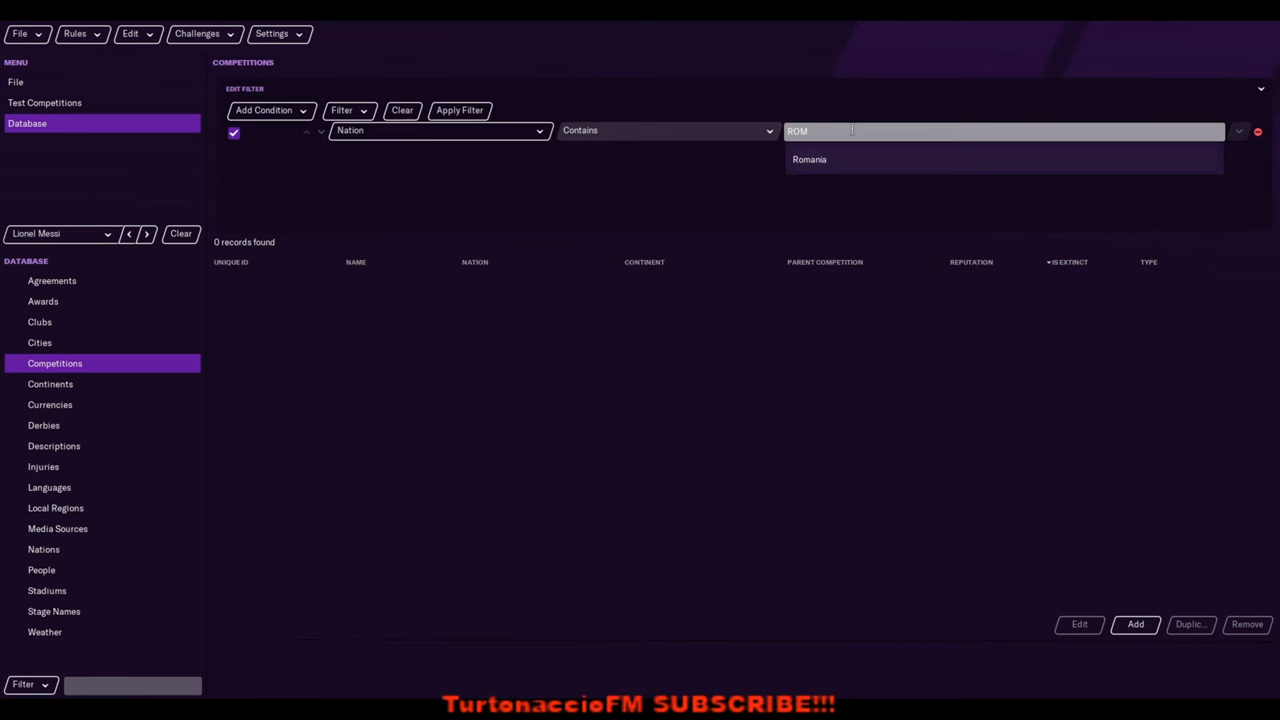 File Rules Edit Challenges Settings
MENU
File
Test Competitions
Database
Lionel Messi < > Clear
DATABASE
Agreements
Awards
Clubs
Cities
Competitions
Continents
Currencies
Derbies
Descriptions
Injuries
Languages
Local Regions
Media Sources
Nations
People
Stadiums
Stage Names
Weather
Filter
COMPETITIONS
EDIT FILTER
Add Condition Filter Clear Apply Filter
Nation Contains ROM
Romania
0 records found
UNIQUE ID NAME NATION CONTINENT PARENT COMPETITION REPUTATION IS EXTINCT TYPE
Edit Add Duplic... Remove
TurtonaccioFM SUBSCRIBE!!!